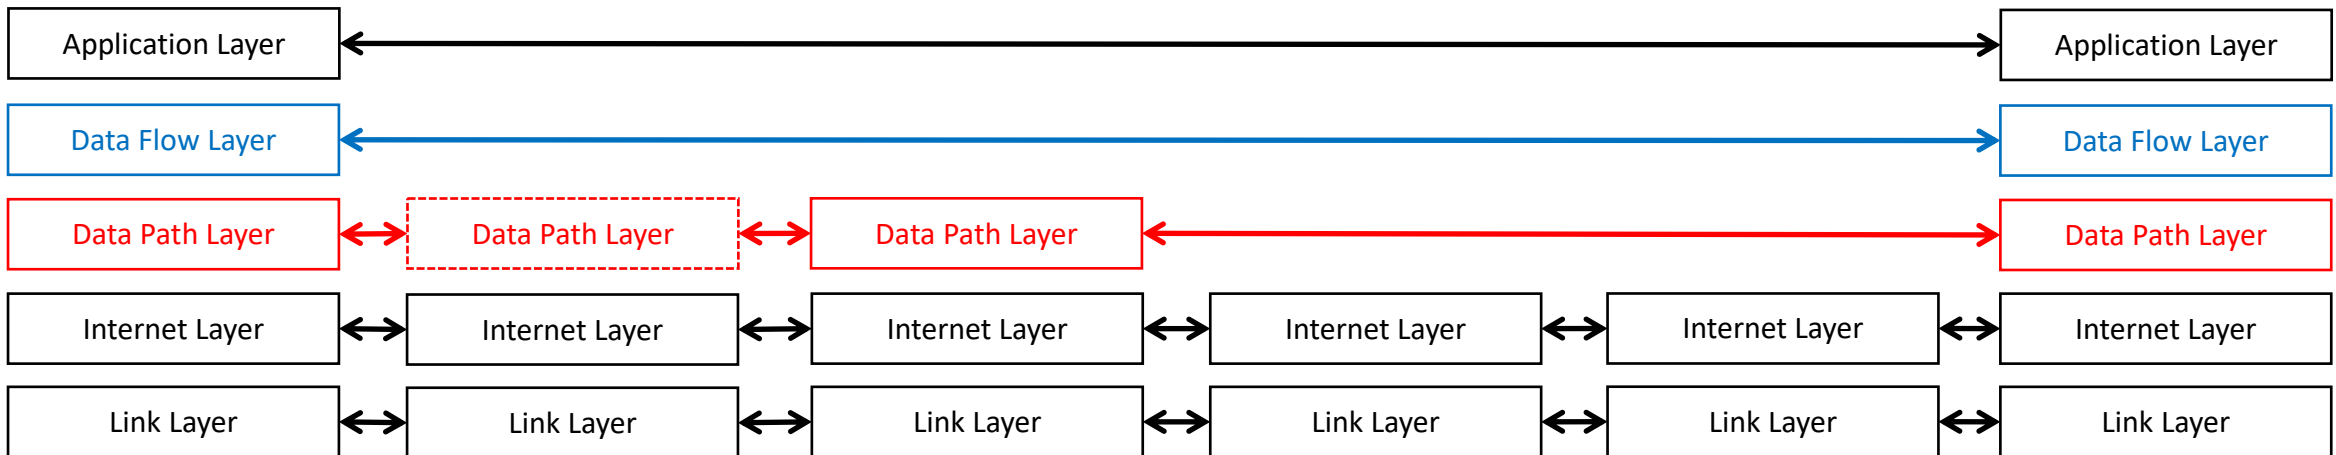 Application Layer Application Layer
Data Flow Layer Data Flow Layer
Data Path Layer Data Path Layer Data Path Layer Data Path Layer
Internet Layer Internet Layer Internet Layer Internet Layer Internet Layer Internet Layer
Link Layer Link Layer Link Layer Link Layer Link Layer Link Layer